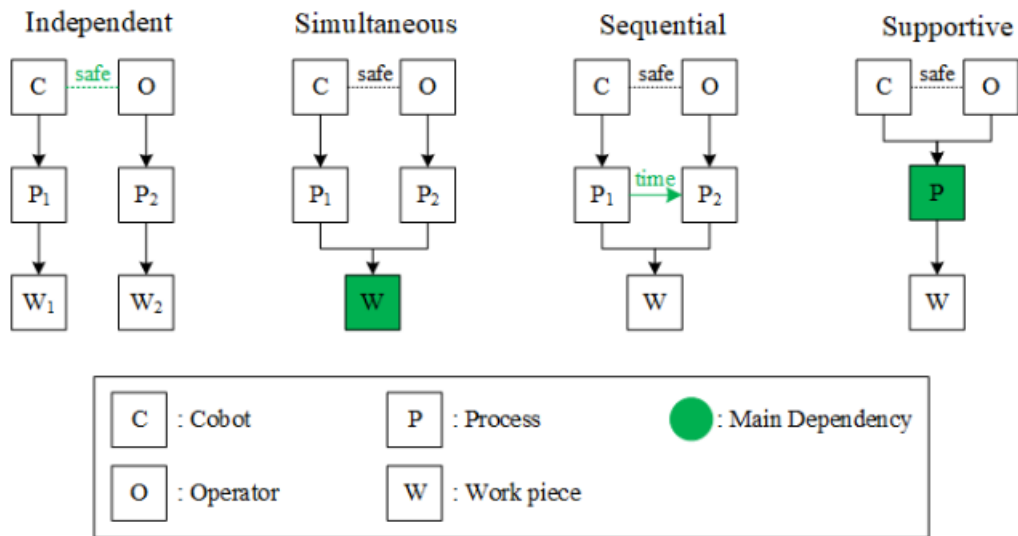 Independent
Simultaneous
Sequential
Supportive
C safe O
C safe O
C safe O
C safe O
P₁ P₂
P₁ P₂
P₁ time P₂
P
W₁ W₂
W
W
W
C : Cobot
P : Process
: Main Dependency
O : Operator
W : Work piece